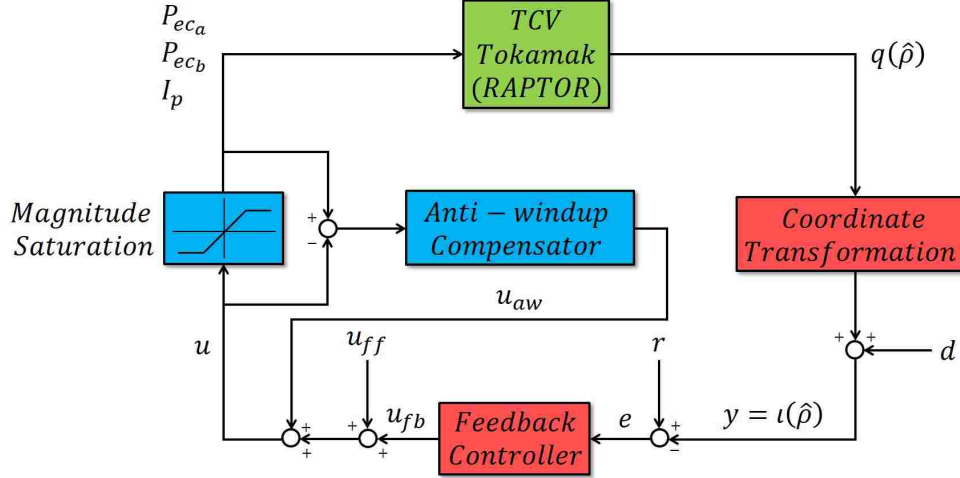 P_{ec_a}
P_{ec_b}
I_p
TCV
Tokamak
(RAPTOR)
q(ρ̂)
Magnitude
Saturation
+
−
Anti − windup
Compensator
Coordinate
Transformation
u_{aw}
+ +
d
u
u_{ff}
r
y = ι(ρ̂)
+
+
u_{fb}
+
+
Feedback
Controller
e
+
−